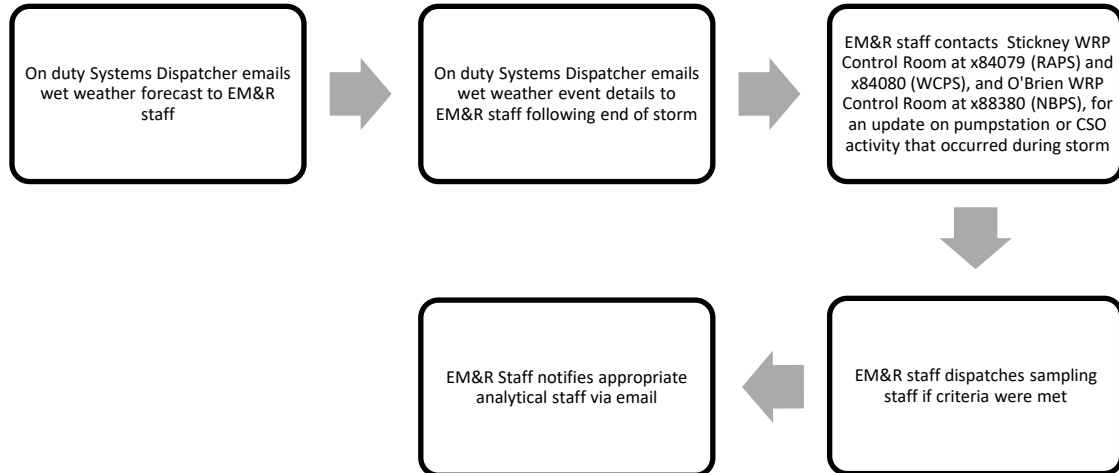 On duty Systems Dispatcher emails
wet weather forecast to EM&R
staff
On duty Systems Dispatcher emails
wet weather event details to
EM&R staff following end of storm
EM&R staff contacts  Stickney WRP
Control Room at x84079 (RAPS) and
x84080 (WCPS), and O'Brien WRP
Control Room at x88380 (NBPS), for
an update on pumpstation or CSO
activity that occurred during storm
EM&R staff dispatches sampling
staff if criteria were met
EM&R Staff notifies appropriate
analytical staff via email